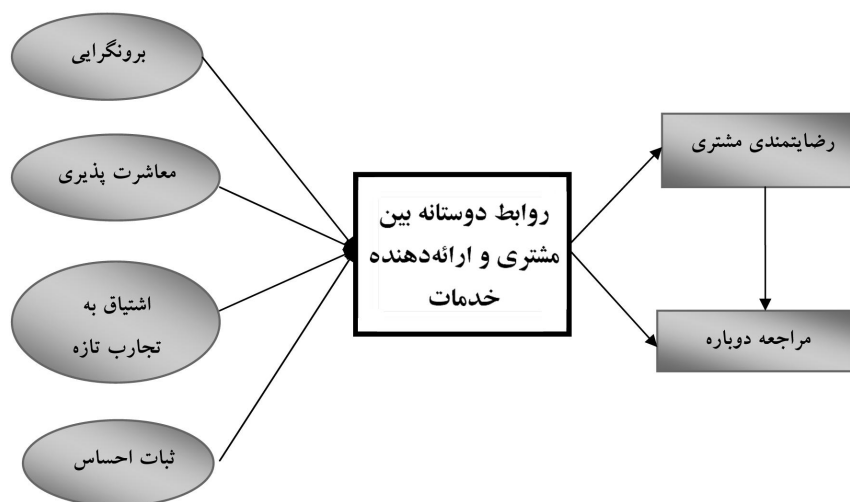 برونگرایی
معاشرت پذیری
اشتیاق به
تجارب تازه
ثبات احساس
روابط دوستانه بین
مشتری و ارائه‌دهنده
خدمات
رضایتمندی مشتری
مراجعه دوباره